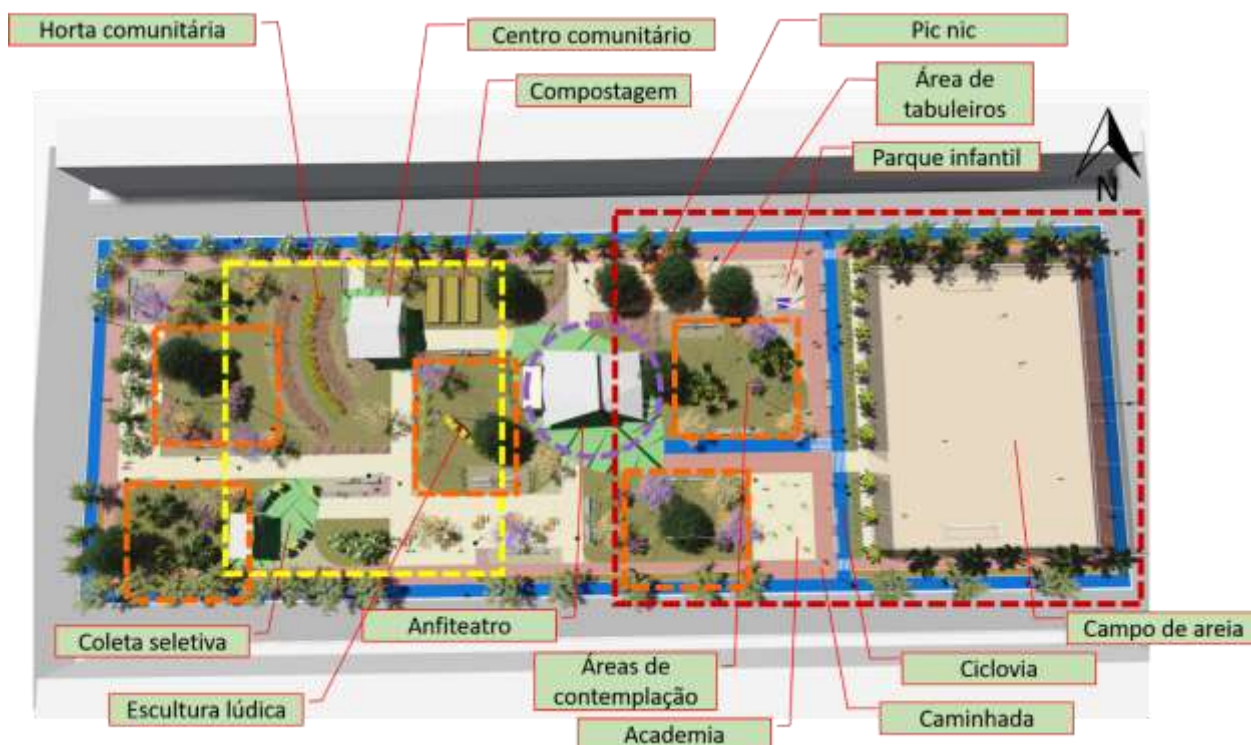 Horta comunitária
Centro comunitário
Pic nic
Compostagem
Área de
tabuleiros
Parque infantil
N
Coleta seletiva
Anfiteatro
Áreas de
contemplação
Campo de areia
Ciclovia
Escultura lúdica
Caminhada
Academia